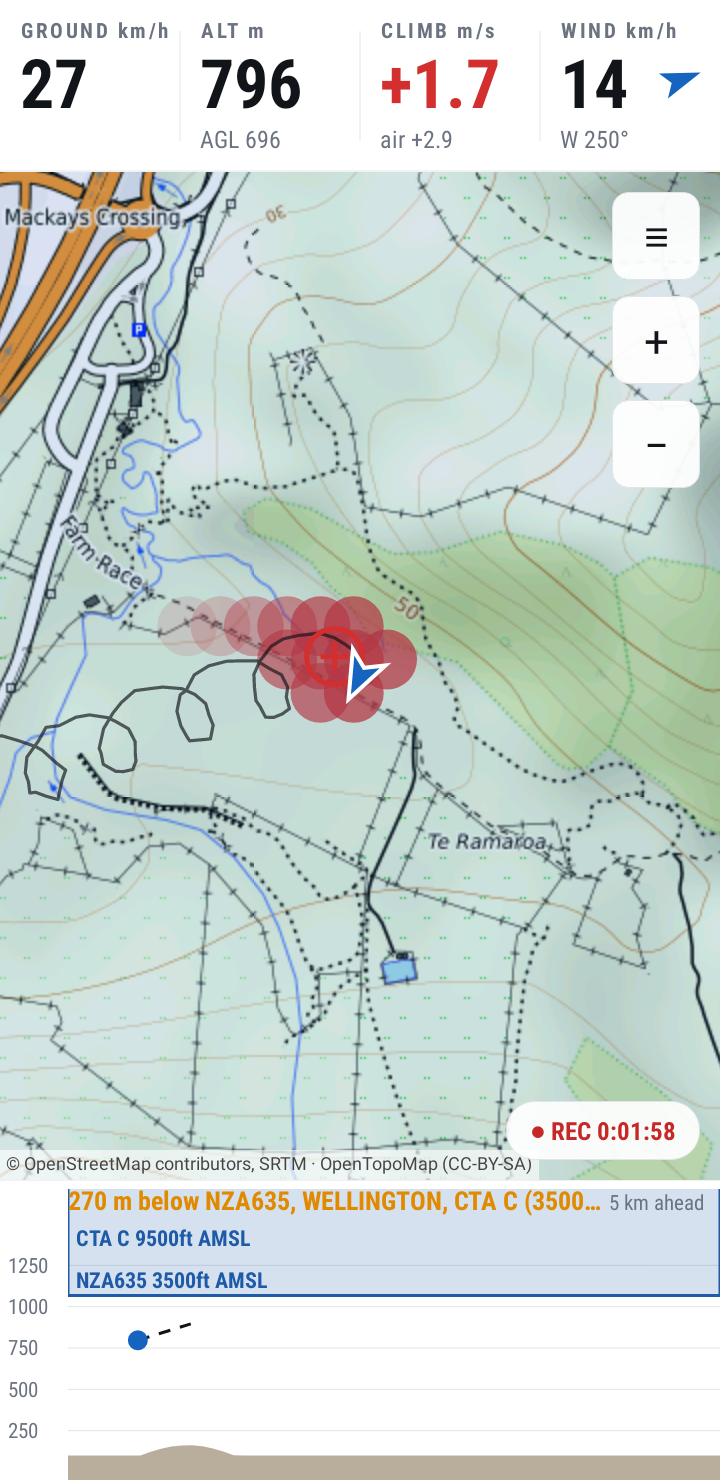 GROUND km/h
ALT m
CLIMB m/s
WIND km/h
27
796
+1.7
14
AGL 696
air +2.9
W 250°
Mackays Crossing
30
P
≡
+
−
Farm Race
50
Te Ramaroa
REC 0:01:58
© OpenStreetMap contributors, SRTM · OpenTopoMap (CC-BY-SA)
270 m below NZA635, WELLINGTON, CTA C (3500... 5 km ahead
CTA C 9500ft AMSL
1250
NZA635 3500ft AMSL
1000
750
500
250